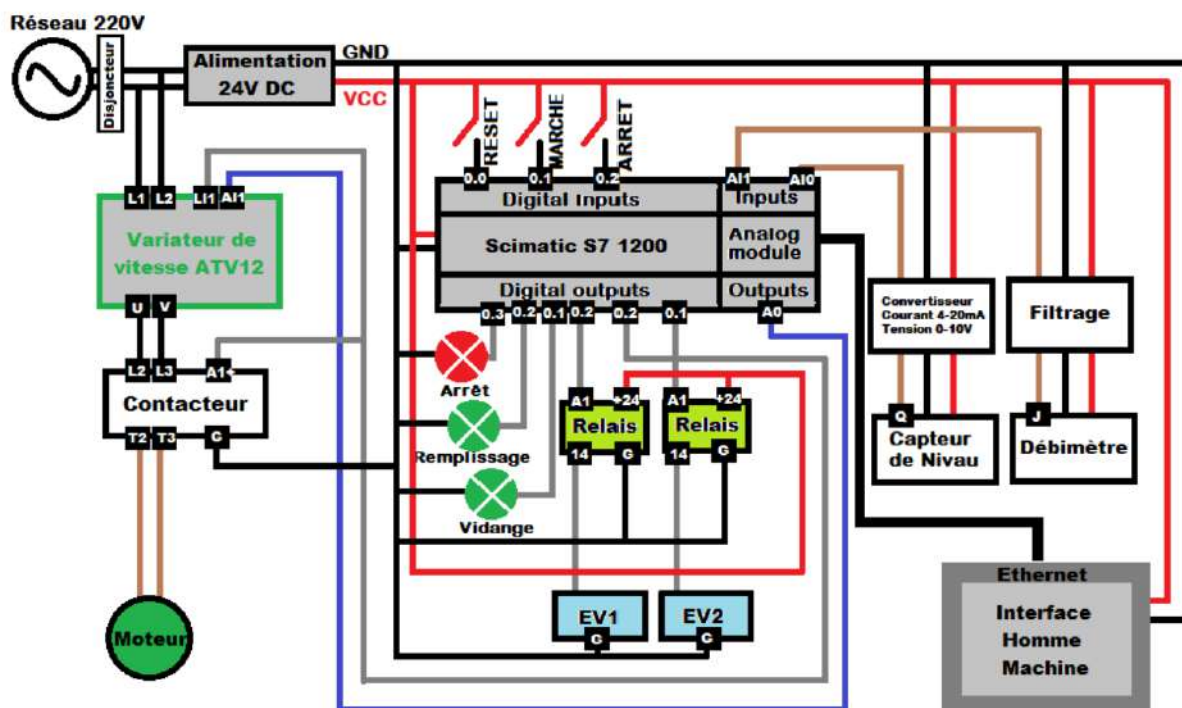 Réseau 220V
Disjoncteur
Alimentation
24V DC
GND
VCC
RESET
MARCHE
ARRET
L1
L2
LI1
AI1
Variateur de
vitesse ATV12
U
V
L2
L3
A1
Contacteur
T2
T3
C
Moteur
0.0
0.1
0.2
AI1
AI0
Digital Inputs
Inputs
Scimatic S7 1200
Analog
module
Digital outputs
Outputs
0.3
0.2
0.1
0.2
0.2
0.1
A0
Arrêt
Remplissage
Vidange
A1
+24
Relais
14
G
A1
+24
Relais
14
G
EV1
G
EV2
G
Convertisseur
Courant 4-20mA
Tension 0-10V
Filtrage
Q
Capteur
de Nivau
J
Débimètre
Ethernet
Interface
Homme
Machine